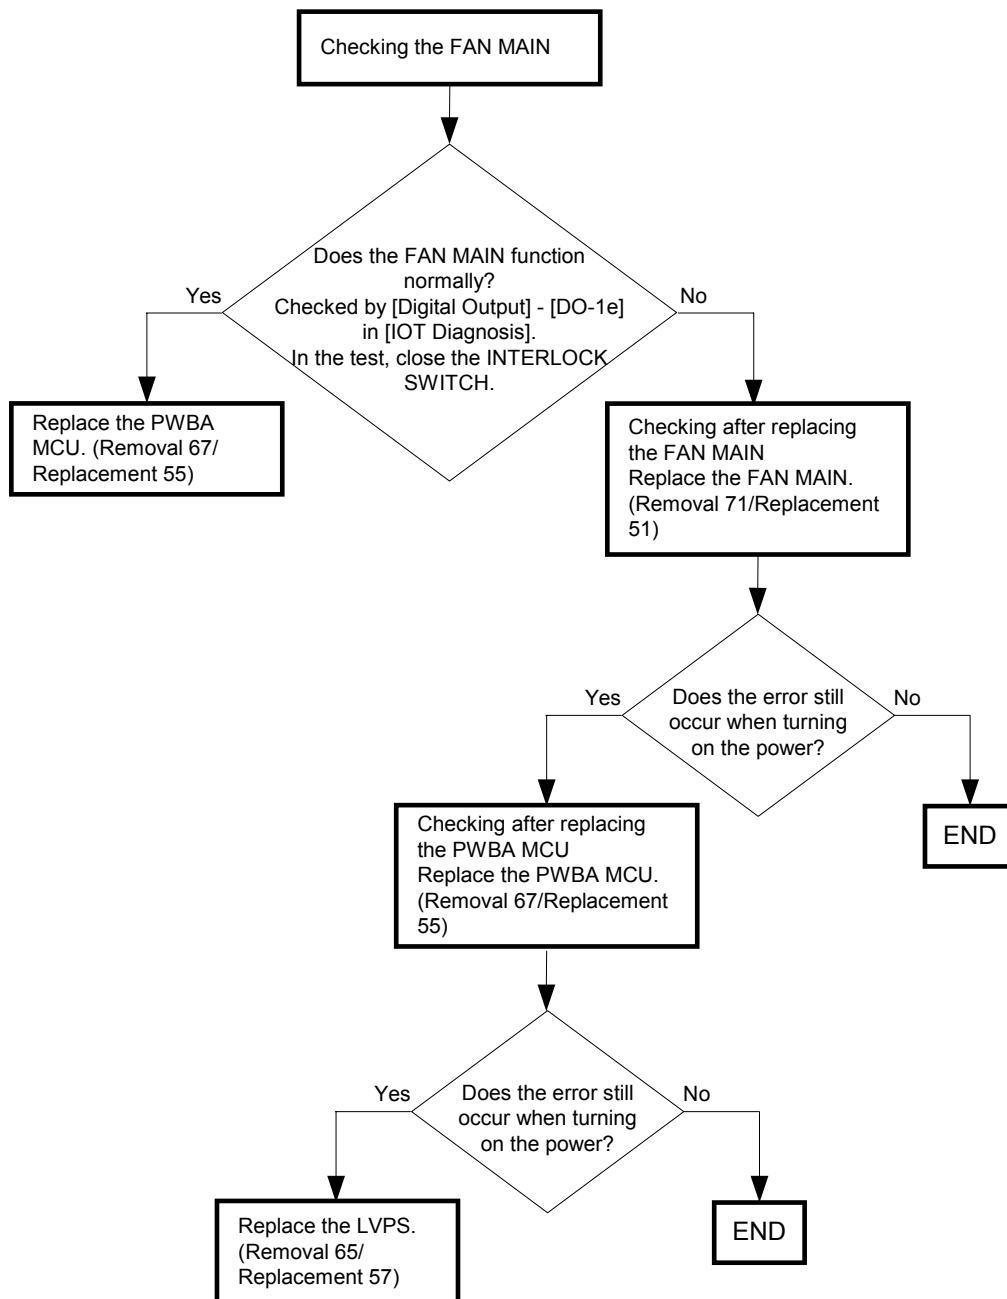 Checking the FAN MAIN
Does the FAN MAIN function
normally?
Checked by [Digital Output] - [DO-1e]
in [IOT Diagnosis].
In the test, close the INTERLOCK
SWITCH.
Yes
No
Replace the PWBA
MCU. (Removal 67/
Replacement 55)
Checking after replacing
the FAN MAIN
Replace the FAN MAIN.
(Removal 71/Replacement
51)
Does the error still
occur when turning
on the power?
Yes
No
Checking after replacing
the PWBA MCU
Replace the PWBA MCU.
(Removal 67/Replacement
55)
END
Does the error still
occur when turning
on the power?
Yes
No
Replace the LVPS.
(Removal 65/
Replacement 57)
END